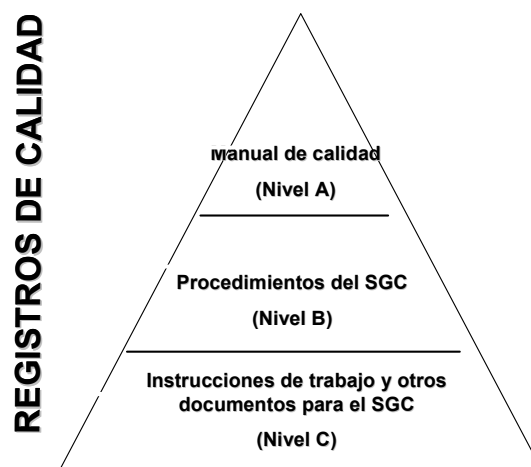 REGISTROS DE CALIDAD
Manual de calidad
(Nivel A)
Procedimientos del SGC
(Nivel B)
Instrucciones de trabajo y otros
documentos para el SGC
(Nivel C)